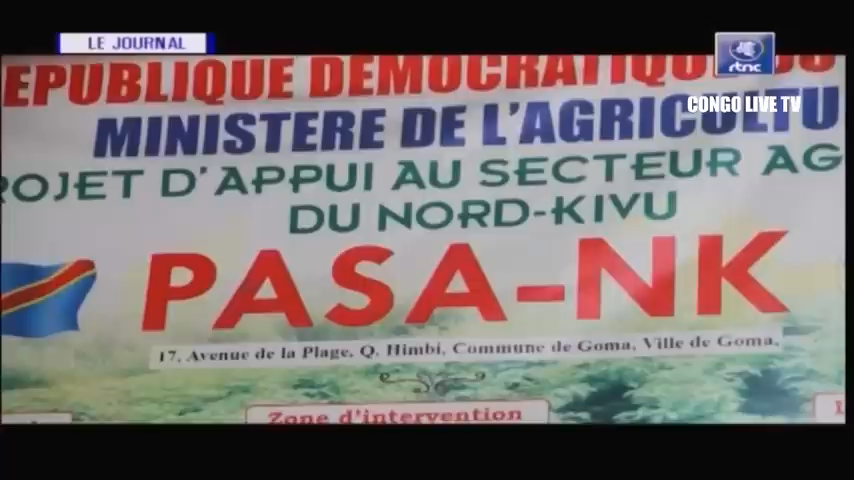 LE JOURNAL
rtnc
CONGO LIVE TV
EPUBLIQUE DEMOCRATIQUE
MINISTERE DE L'AGRICULTU
ROJET D'APPUI AU SECTEUR AG
DU NORD-KIVU
PASA-NK
17, Avenue de la Plage. Q. Himbi, Commune de Goma, Ville de Goma.
Zone d'intervention